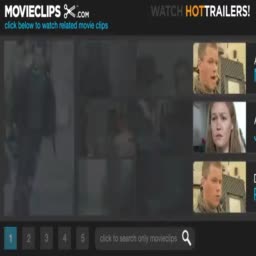 MOVIECLIPS .COM
WATCH HOTTRAILERS!
click below to watch related movie clips
1 2 3 4 5 click to search only movieclips